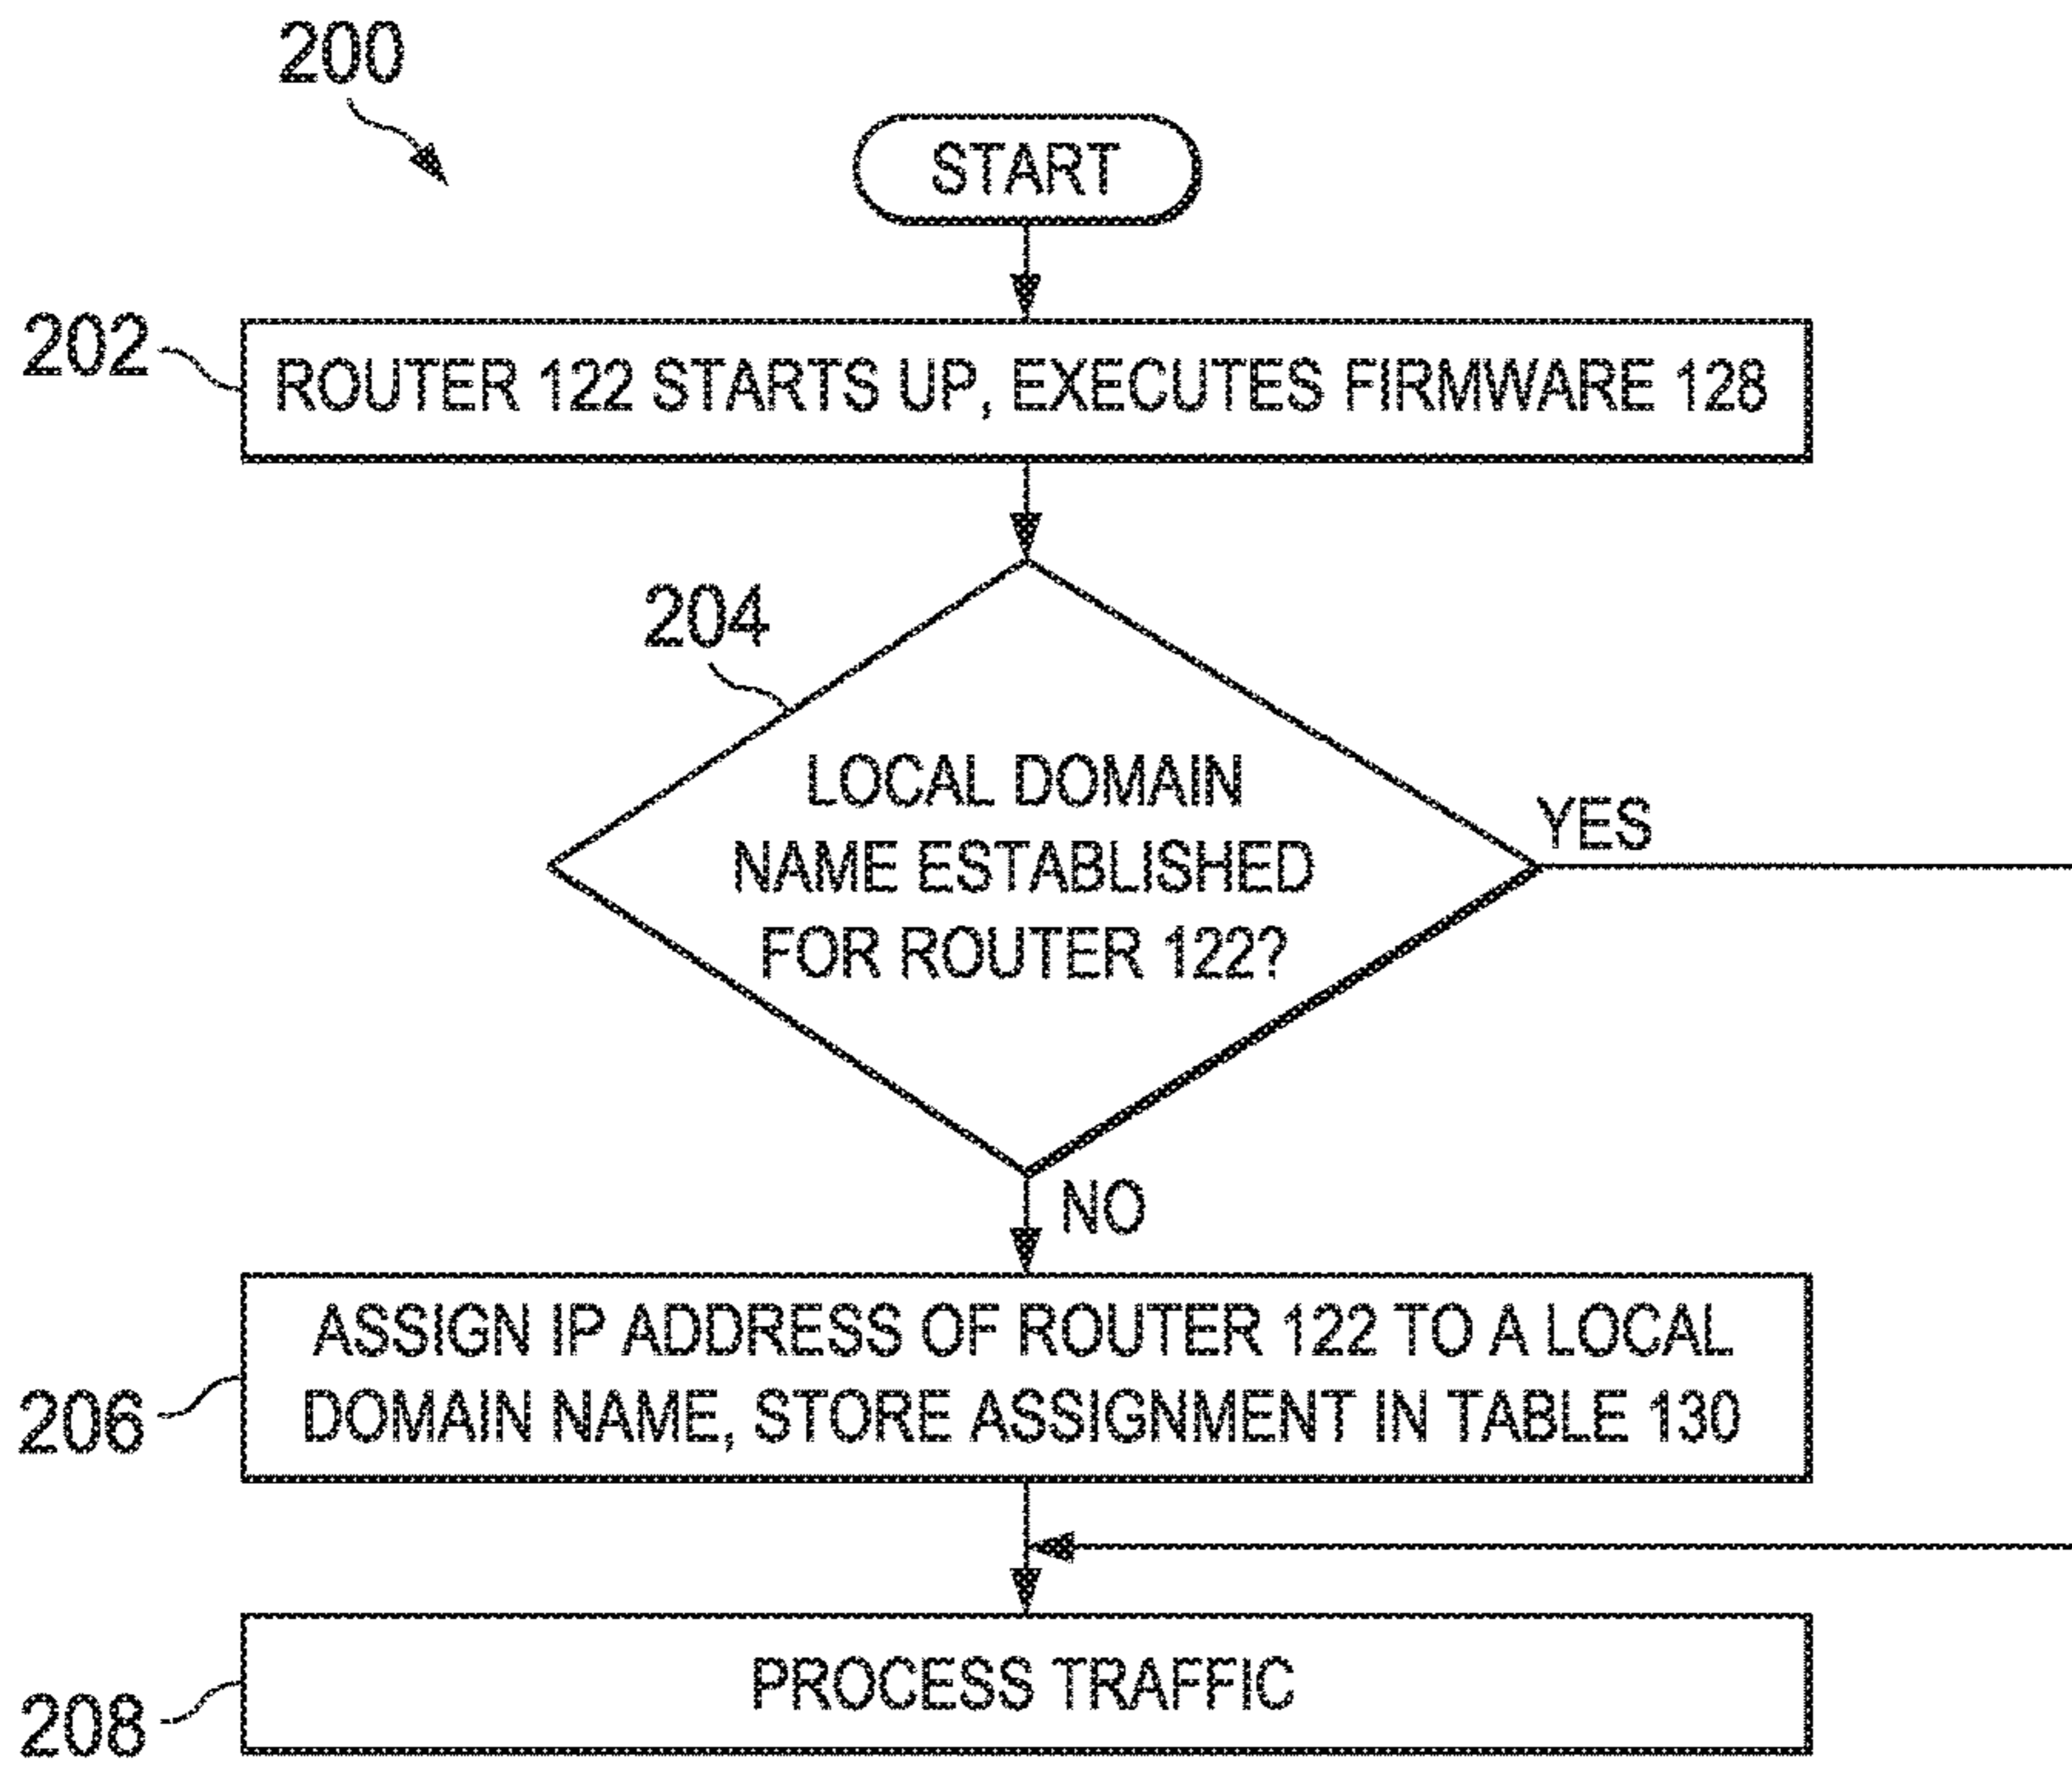 200
START
202
ROUTER 122 STARTS UP, EXECUTES FIRMWARE 128
204
LOCAL DOMAIN
NAME ESTABLISHED
FOR ROUTER 122?
YES
NO
ASSIGN IP ADDRESS OF ROUTER 122 TO A LOCAL
DOMAIN NAME, STORE ASSIGNMENT IN TABLE 130
206
PROCESS TRAFFIC
208